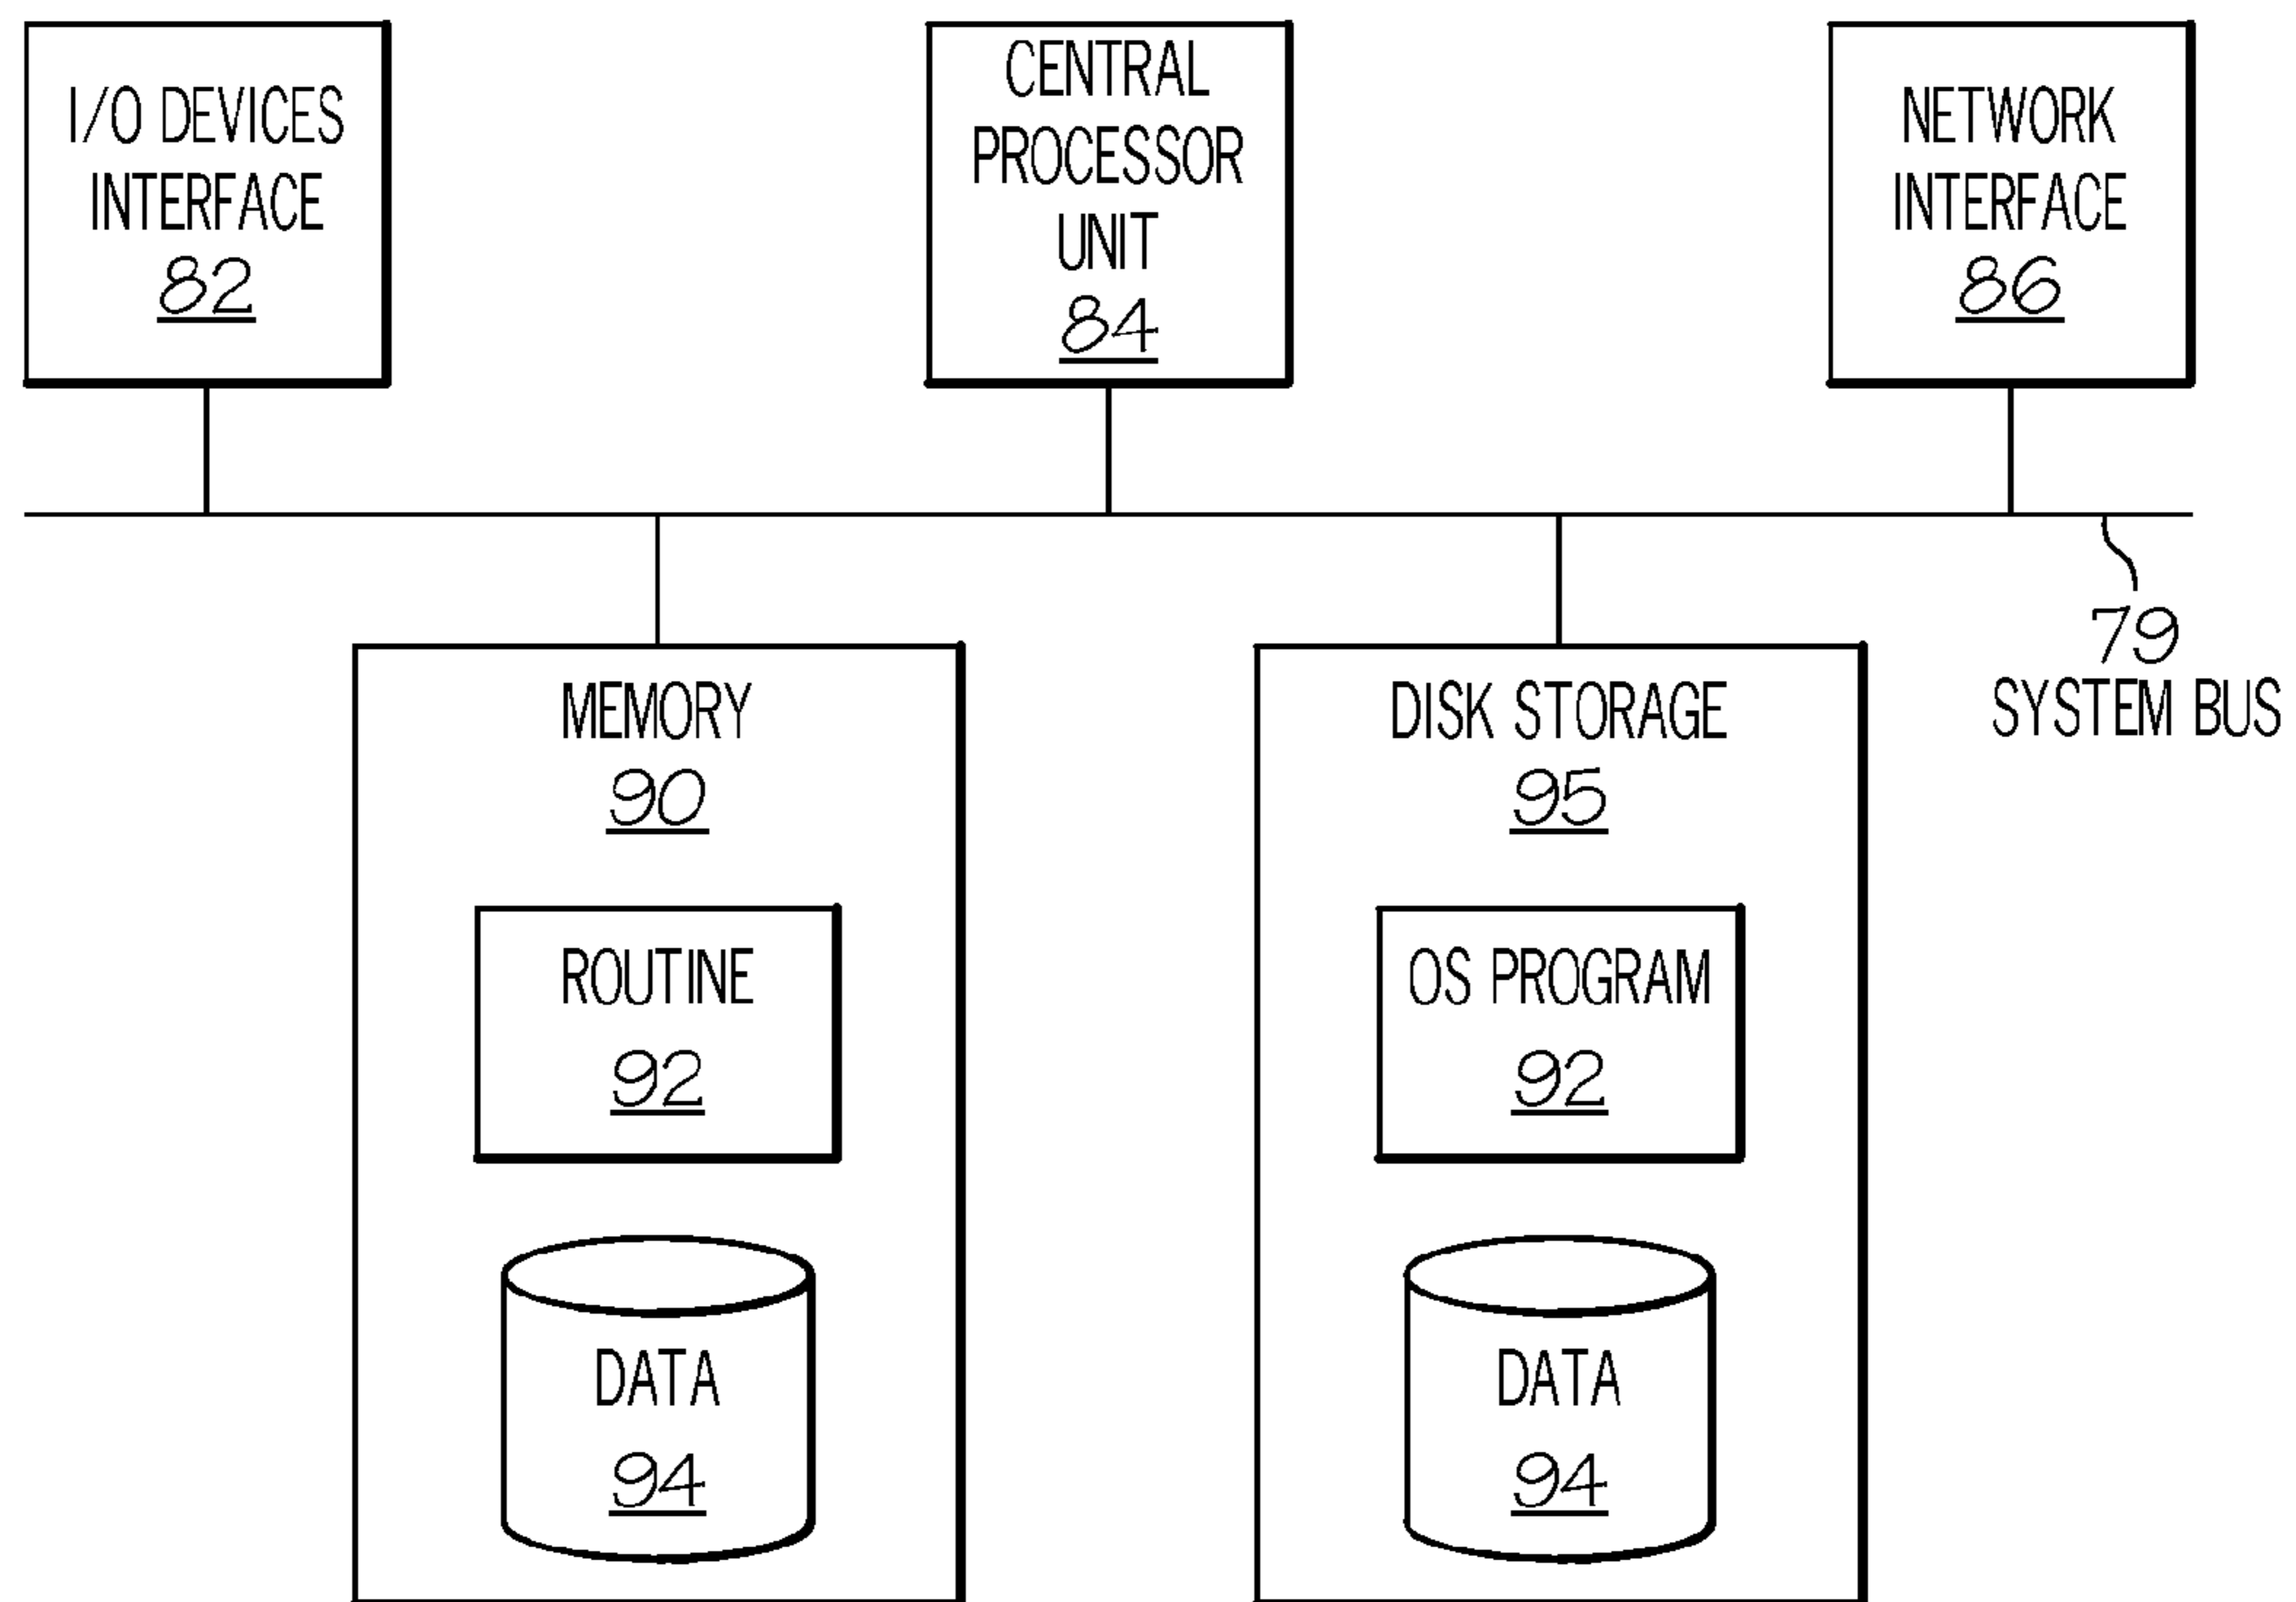 I/O DEVICES
INTERFACE
82
CENTRAL
PROCESSOR
UNIT
84
NETWORK
INTERFACE
86
79
SYSTEM BUS
MEMORY
90
ROUTINE
92
DATA
94
DISK STORAGE
95
OS PROGRAM
92
DATA
94